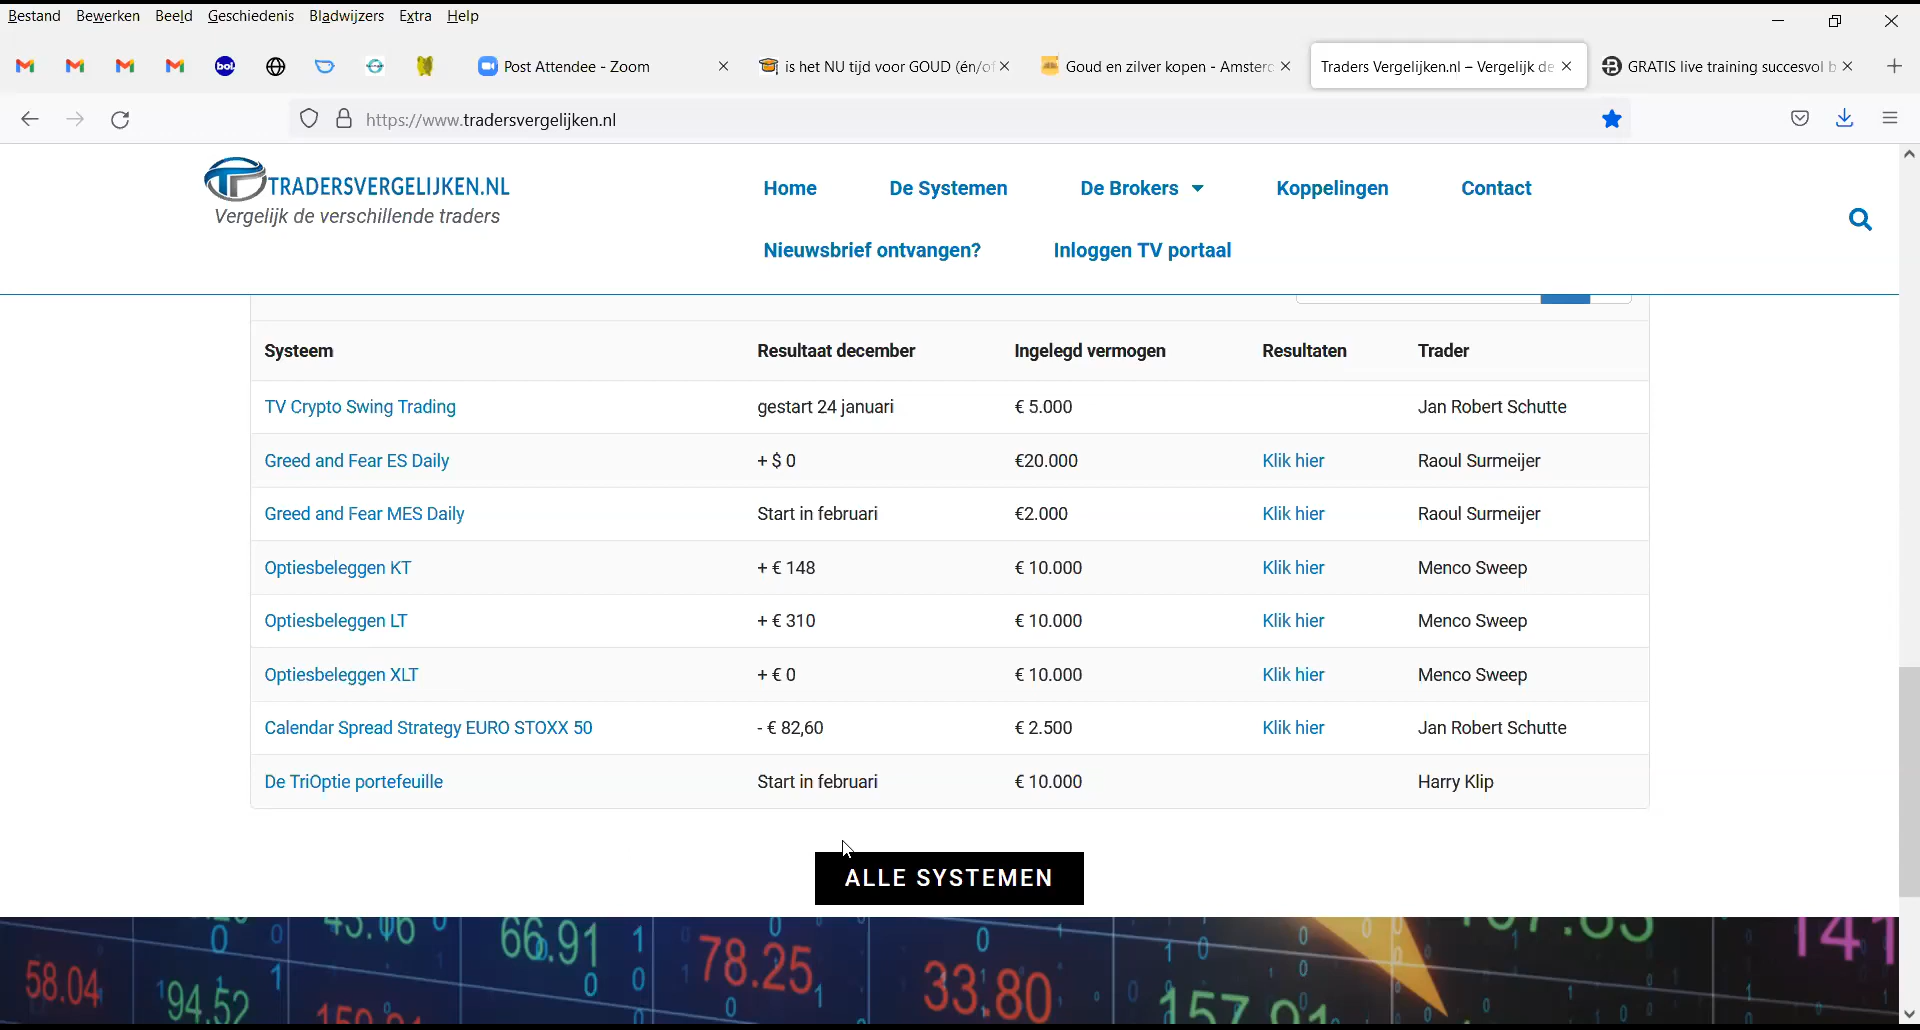 Bestand Bewerken Beeld Geschiedenis Bladwijzers Extra Help
bol. Post Attendee - Zoom is het NU tijd voor GOUD (én/of Goud en zilver kopen - Amster Traders Vergelijken.nl – Vergelijk de B GRATIS live training succesvol b
https://www.tradersvergelijken.nl
TRADERSVERGELIJKEN.NL
Vergelijk de verschillende traders
Home De Systemen De Brokers Koppelingen Contact
Nieuwsbrief ontvangen? Inloggen TV portaal
Systeem Resultaat december Ingelegd vermogen Resultaten Trader
TV Crypto Swing Trading gestart 24 januari € 5.000 Jan Robert Schutte
Greed and Fear ES Daily + $ 0 €20.000 Klik hier Raoul Surmeijer
Greed and Fear MES Daily Start in februari €2.000 Klik hier Raoul Surmeijer
Optiesbeleggen KT + € 148 € 10.000 Klik hier Menco Sweep
Optiesbeleggen LT + € 310 € 10.000 Klik hier Menco Sweep
Optiesbeleggen XLT + € 0 € 10.000 Klik hier Menco Sweep
Calendar Spread Strategy EURO STOXX 50 - € 82,60 € 2.500 Klik hier Jan Robert Schutte
De TriOptie portefeuille Start in februari € 10.000 Harry Klip
ALLE SYSTEMEN
58.04 194.52 66.91 78.25 33.80 141